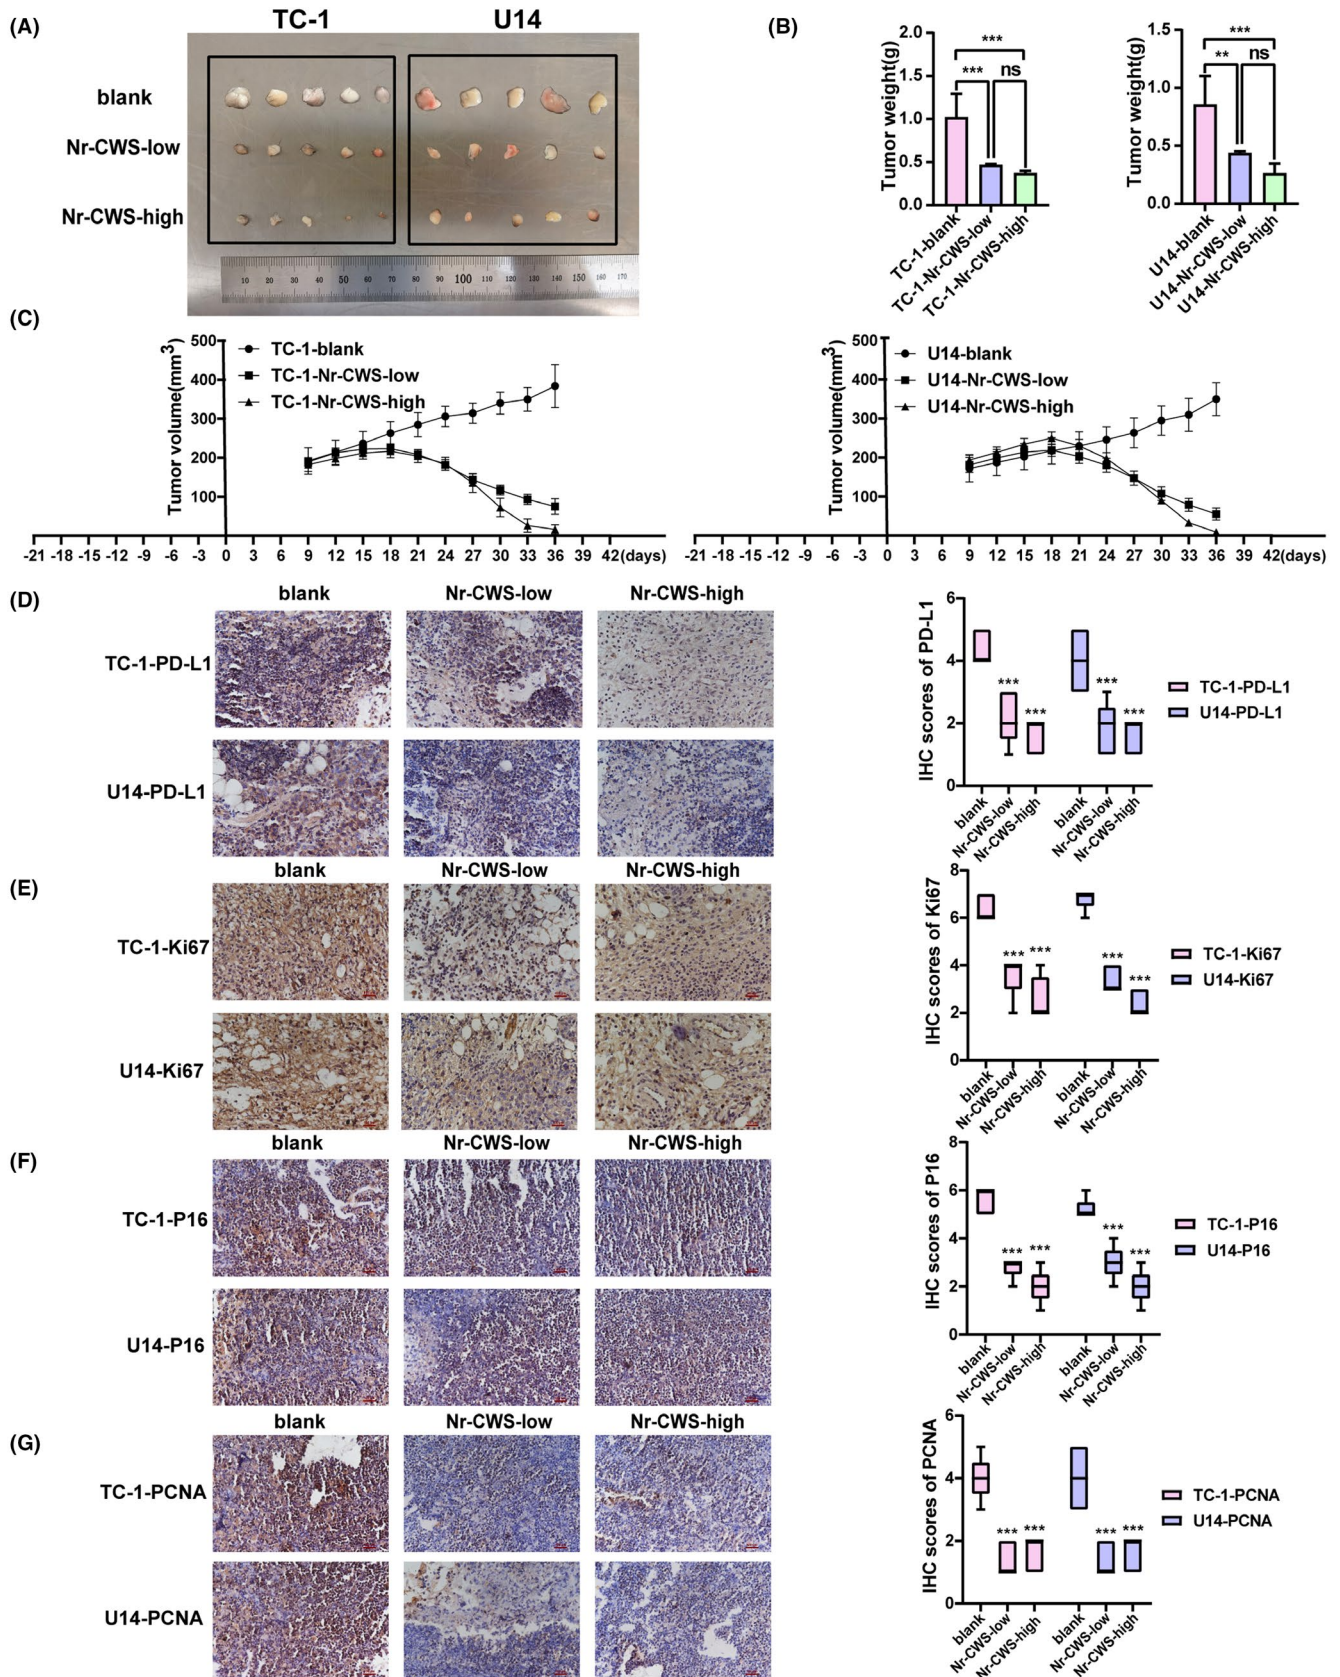 (A)
TC-1 U14
blank
Nr-CWS-low
Nr-CWS-high
10 20 30 40 50 60 70 80 90 100 110 120 130 140 150 160 170
(B)
Tumor weight(g)
2.0
1.5
1.0
0.5
0.0
***
*** ns
TC-1-blank
TC-1-Nr-CWS-low
TC-1-Nr-CWS-high
Tumor weight(g)
1.5
1.0
0.5
0.0
***
** ns
U14-blank
U14-Nr-CWS-low
U14-Nr-CWS-high
(C)
Tumor volume(mm3)
500
400
300
200
100
TC-1-blank
TC-1-Nr-CWS-low
TC-1-Nr-CWS-high
-21 -18 -15 -12 -9 -6 -3 0 3 6 9 12 15 18 21 24 27 30 33 36 39 42(days)
Tumor volume(mm3)
500
400
300
200
100
U14-blank
U14-Nr-CWS-low
U14-Nr-CWS-high
-21 -18 -15 -12 -9 -6 -3 0 3 6 9 12 15 18 21 24 27 30 33 36 39 42(days)
(D)
blank Nr-CWS-low Nr-CWS-high
TC-1-PD-L1
U14-PD-L1
IHC scores of PD-L1
6
4
2
0
*** *** *** ***
blank Nr-CWS-low Nr-CWS-high blank Nr-CWS-low Nr-CWS-high
TC-1-PD-L1
U14-PD-L1
(E)
blank Nr-CWS-low Nr-CWS-high
TC-1-Ki67
U14-Ki67
IHC scores of Ki67
8
6
4
2
0
*** *** *** ***
blank Nr-CWS-low Nr-CWS-high blank Nr-CWS-low Nr-CWS-high
TC-1-Ki67
U14-Ki67
(F)
blank Nr-CWS-low Nr-CWS-high
TC-1-P16
U14-P16
IHC scores of P16
8
6
4
2
0
*** *** *** ***
blank Nr-CWS-low Nr-CWS-high blank Nr-CWS-low Nr-CWS-high
TC-1-P16
U14-P16
(G)
blank Nr-CWS-low Nr-CWS-high
TC-1-PCNA
U14-PCNA
IHC scores of PCNA
6
4
2
0
*** *** *** ***
blank Nr-CWS-low Nr-CWS-high blank Nr-CWS-low Nr-CWS-high
TC-1-PCNA
U14-PCNA